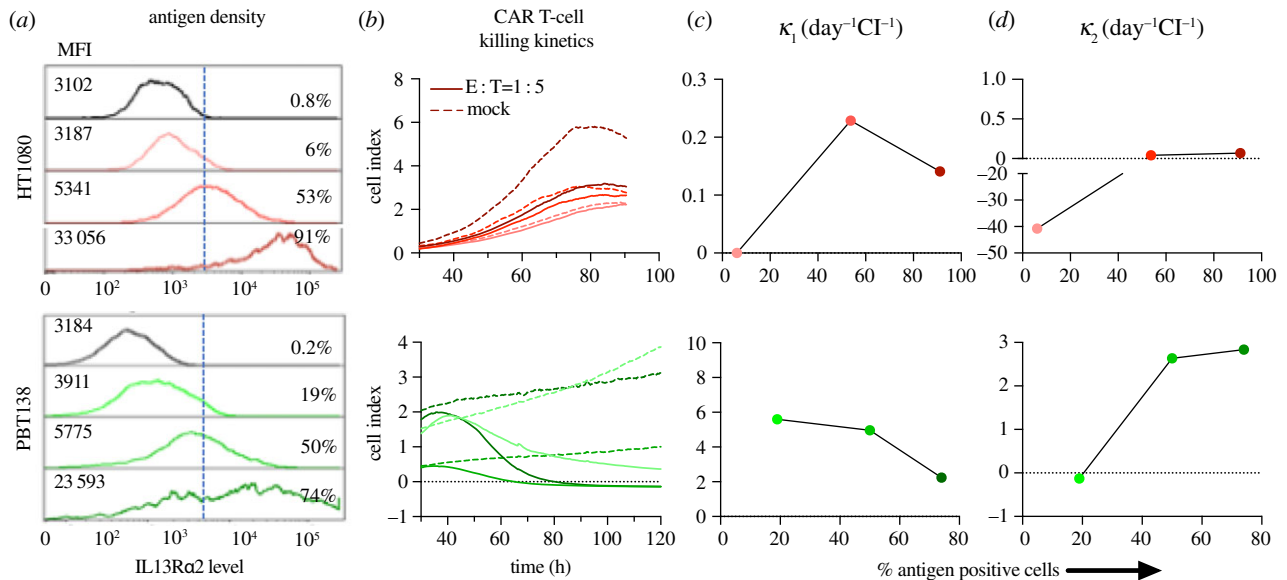 (a) antigen density
MFI
HT1080
3102 0.8%
3187 6%
5341 53%
33 056 91%
0 10² 10³ 10⁴ 10⁵
PBT138
3184 0.2%
3911 19%
5775 50%
23 593 74%
0 10² 10³ 10⁴ 10⁵
IL13Rα2 level
(b) CAR T-cell
killing kinetics
E : T=1 : 5
mock
cell index
8
6
4
2
0
40 60 80 100
cell index
4
3
2
1
0
−1
40 60 80 100 120
time (h)
(c) κ₁ (day⁻¹CI⁻¹)
0.3
0.2
0.1
0
0 20 40 60 80 100
10
8
6
4
2
0
0 20 40 60 80
(d) κ₂ (day⁻¹CI⁻¹)
1.0
0.5
0
−20
−30
−40
−50
0 20 40 60 80 100
3
2
1
0
−1
0 20 40 60 80
% antigen positive cells